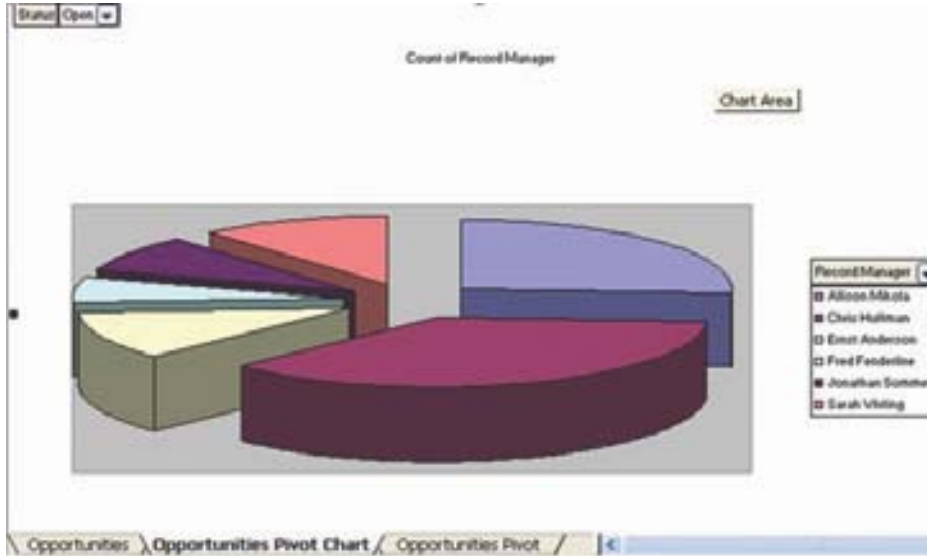 Status Open
Count of Record Manager
Chart Area
Record Manager
Allison Mikola
Chris Huffman
Ernst Anderson
Fred Fenderline
Jonathan Somme
Sarah Whiting
Opportunities
Opportunities Pivot Chart
Opportunities Pivot